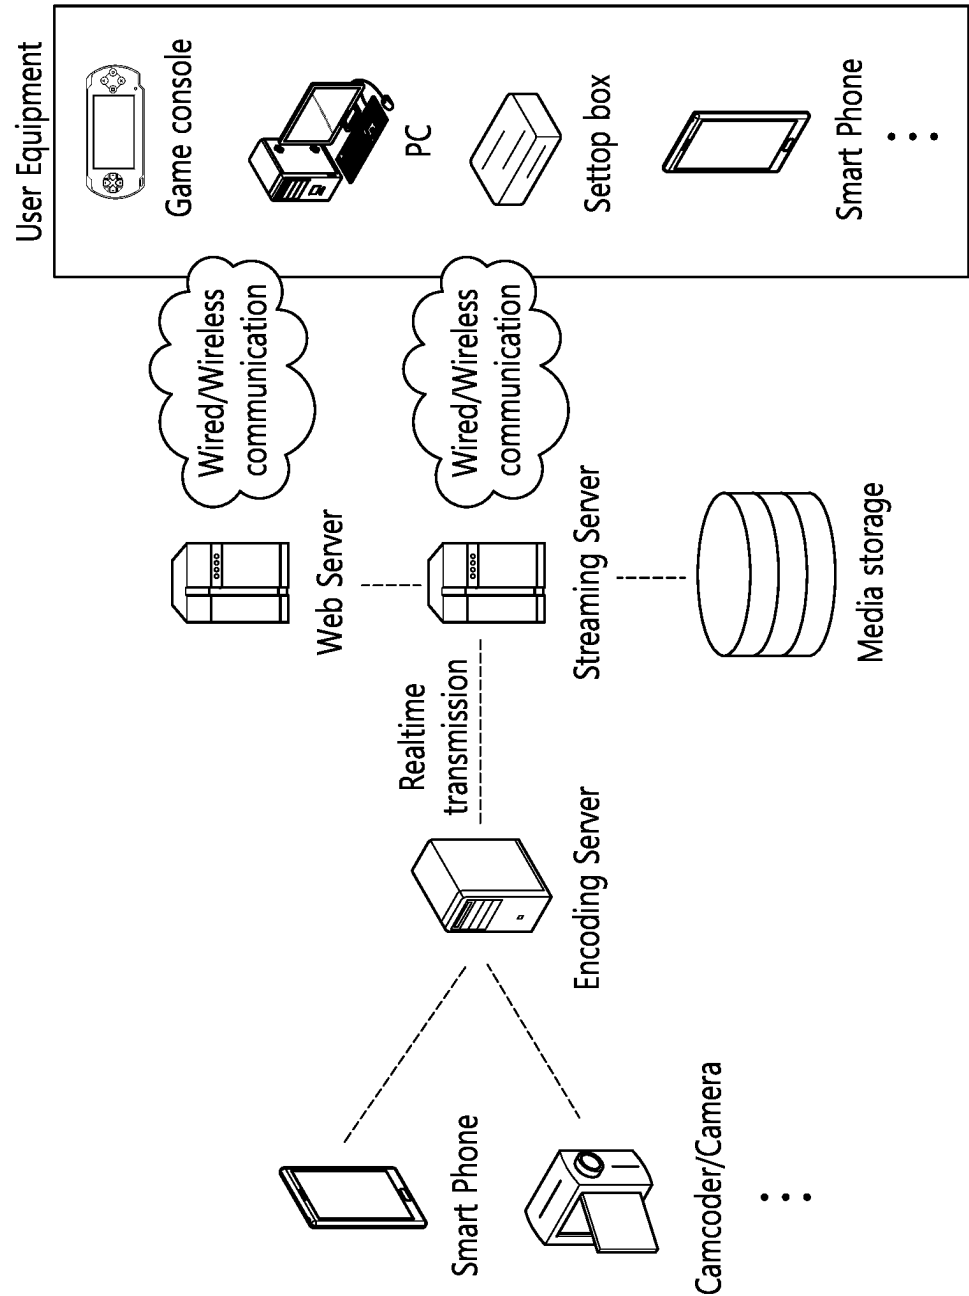 User Equipment
Game console
PC
Settop box
Smart Phone
Wired/Wireless
communication
Wired/Wireless
communication
Web Server
Streaming Server
Media storage
Realtime
transmission
Encoding Server
Smart Phone
Camcoder/Camera